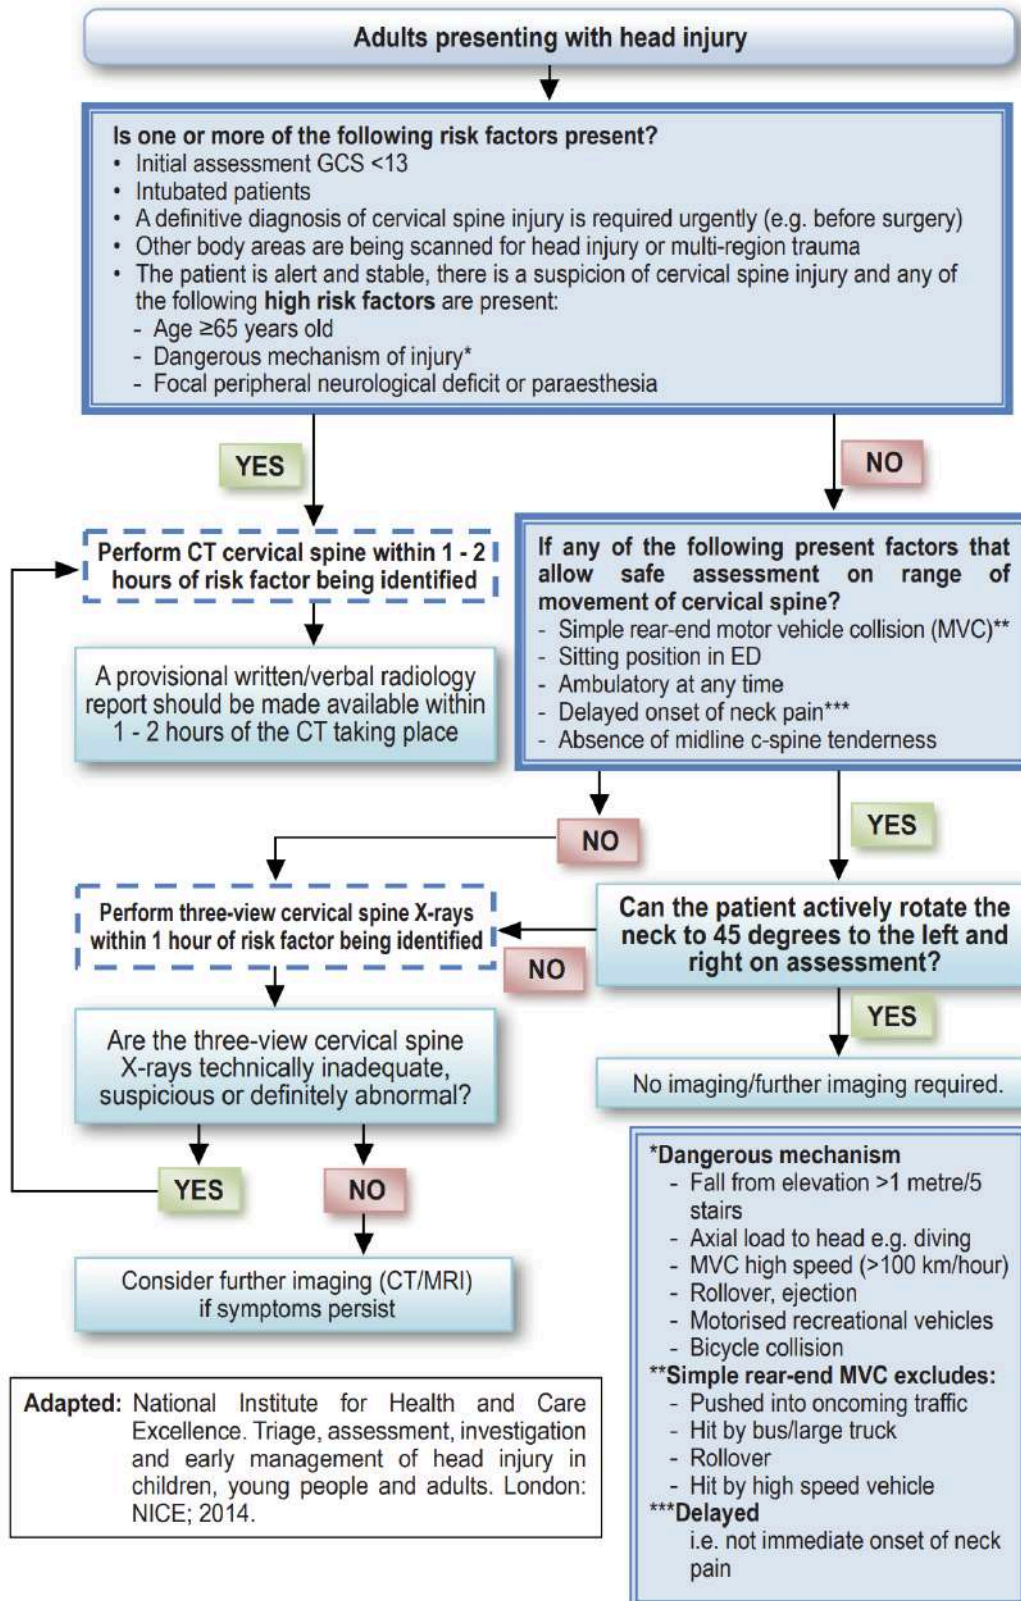 Adults presenting with head injury
Is one or more of the following risk factors present?
• Initial assessment GCS <13
• Intubated patients
• A definitive diagnosis of cervical spine injury is required urgently (e.g. before surgery)
• Other body areas are being scanned for head injury or multi-region trauma
• The patient is alert and stable, there is a suspicion of cervical spine injury and any of
the following high risk factors are present:
- Age ≥65 years old
- Dangerous mechanism of injury*
- Focal peripheral neurological deficit or paraesthesia
YES
NO
Perform CT cervical spine within 1 - 2
hours of risk factor being identified
A provisional written/verbal radiology
report should be made available within
1 - 2 hours of the CT taking place
If any of the following present factors that
allow safe assessment on range of
movement of cervical spine?
- Simple rear-end motor vehicle collision (MVC)**
- Sitting position in ED
- Ambulatory at any time
- Delayed onset of neck pain***
- Absence of midline c-spine tenderness
NO
YES
Perform three-view cervical spine X-rays
within 1 hour of risk factor being identified
NO
Can the patient actively rotate the
neck to 45 degrees to the left and
right on assessment?
YES
Are the three-view cervical spine
X-rays technically inadequate,
suspicious or definitely abnormal?
No imaging/further imaging required.
YES
NO
Consider further imaging (CT/MRI)
if symptoms persist
*Dangerous mechanism
- Fall from elevation >1 metre/5
stairs
- Axial load to head e.g. diving
- MVC high speed (>100 km/hour)
- Rollover, ejection
- Motorised recreational vehicles
- Bicycle collision
**Simple rear-end MVC excludes:
- Pushed into oncoming traffic
- Hit by bus/large truck
- Rollover
- Hit by high speed vehicle
***Delayed
i.e. not immediate onset of neck
pain
Adapted: National Institute for Health and Care
Excellence. Triage, assessment, investigation
and early management of head injury in
children, young people and adults. London:
NICE; 2014.